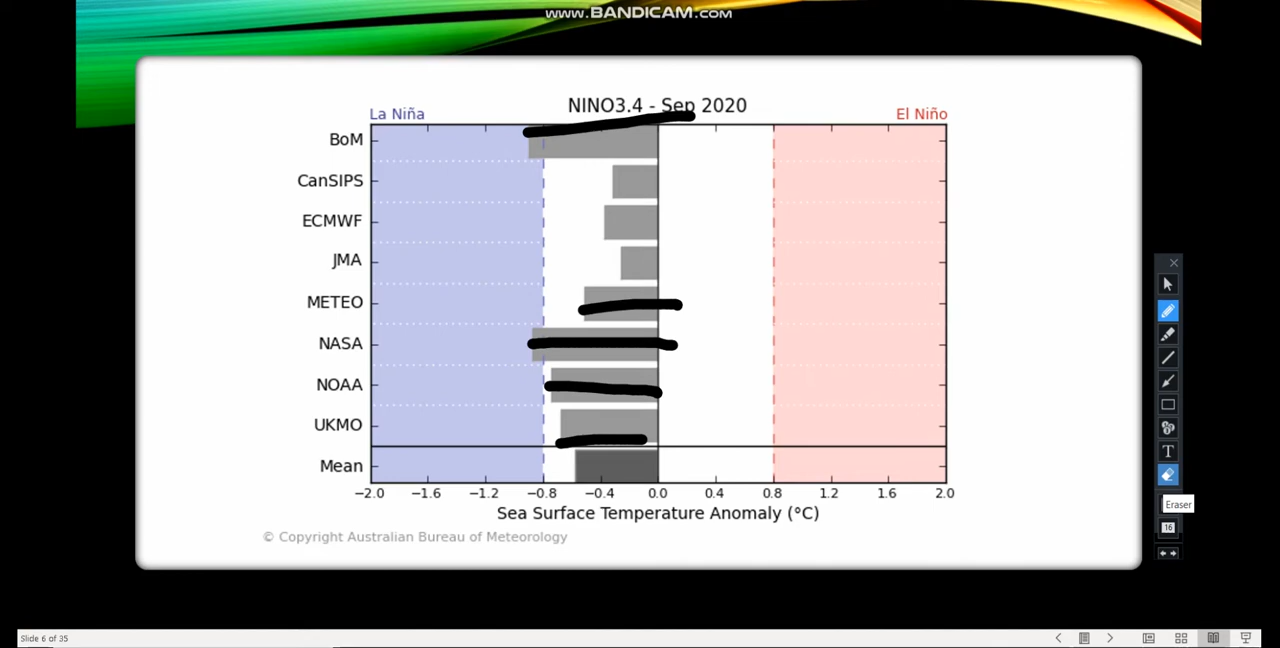 www.BANDICAM.com
NINO3.4 - Sep 2020
La Niña
El Niño
BoM
CanSIPS
ECMWF
JMA
METEO
NASA
NOAA
UKMO
Mean
−2.0 −1.6 −1.2 −0.8 −0.4 0.0 0.4 0.8 1.2 1.6 2.0
Sea Surface Temperature Anomaly (°C)
© Copyright Australian Bureau of Meteorology
T
Eraser
16
Slide 6 of 35